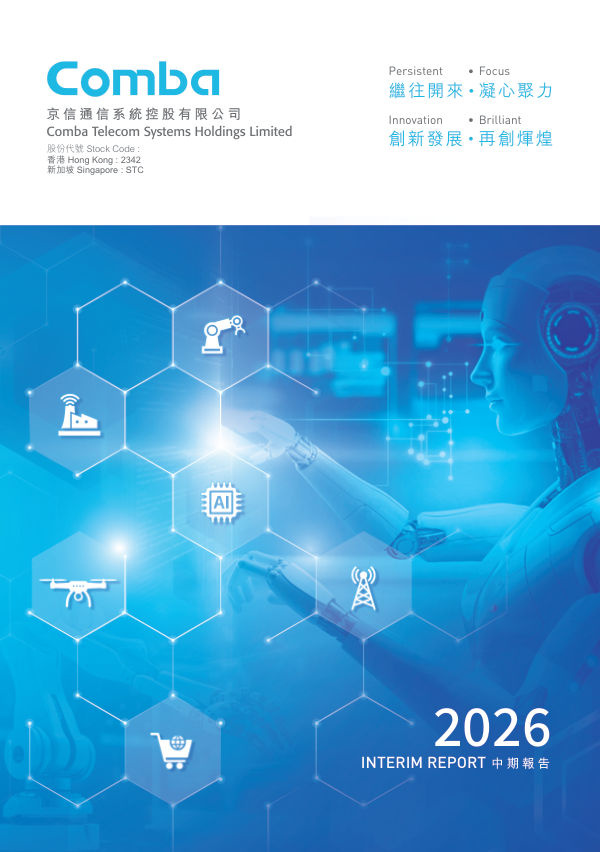 Comba
京信通信系統控股有限公司
Comba Telecom Systems Holdings Limited
股份代號 Stock Code :
香港 Hong Kong : 2342
新加坡 Singapore : STC
Persistent • Focus
繼往開來 • 凝心聚力
Innovation • Brilliant
創新發展 • 再創煇煌
AI
2026
INTERIM REPORT 中期報告